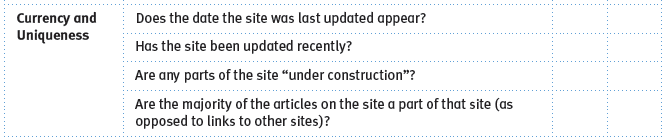 Currency and
Uniqueness
Does the date the site was last updated appear?
Has the site been updated recently?
Are any parts of the site “under construction”?
Are the majority of the articles on the site a part of that site (as
opposed to links to other sites)?